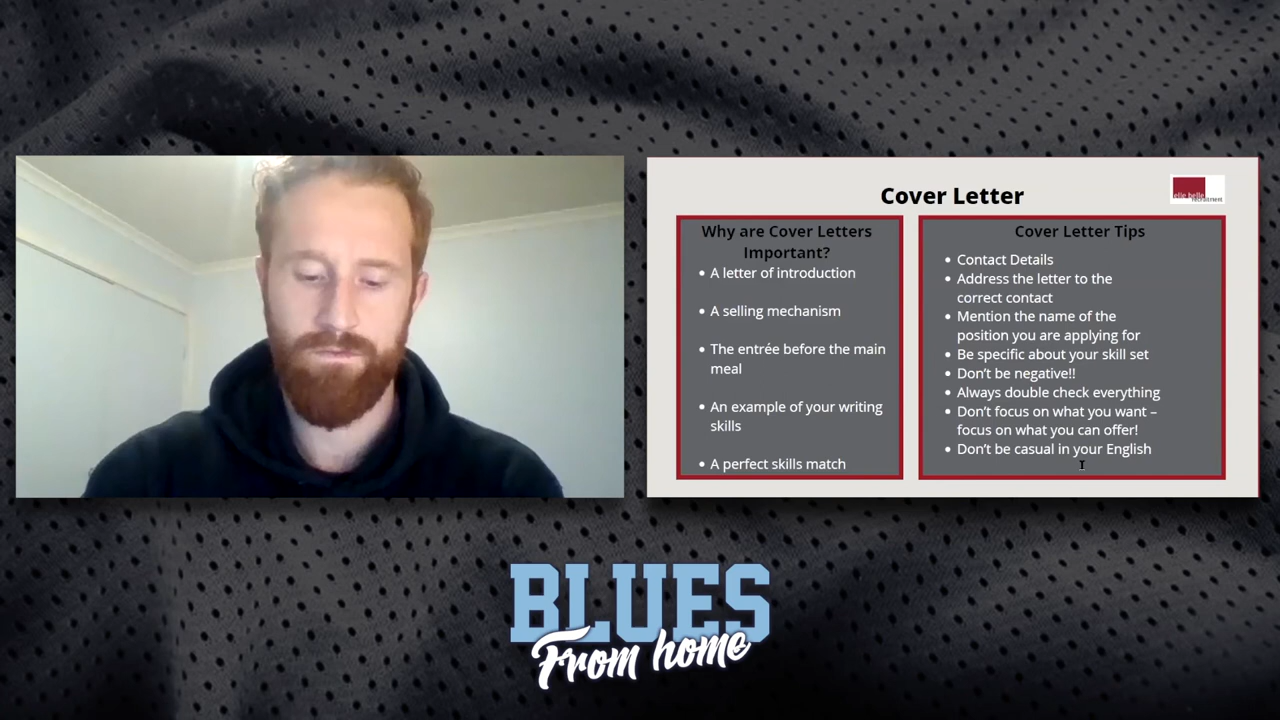 Cover Letter
elle belle
recruitment
Why are Cover Letters
Important?
• A letter of introduction
• A selling mechanism
• The entrée before the main
meal
• An example of your writing
skills
• A perfect skills match
Cover Letter Tips
• Contact Details
• Address the letter to the
correct contact
• Mention the name of the
position you are applying for
• Be specific about your skill set
• Don’t be negative!!
• Always double check everything
• Don’t focus on what you want –
focus on what you can offer!
• Don’t be casual in your English
BLUES
From home